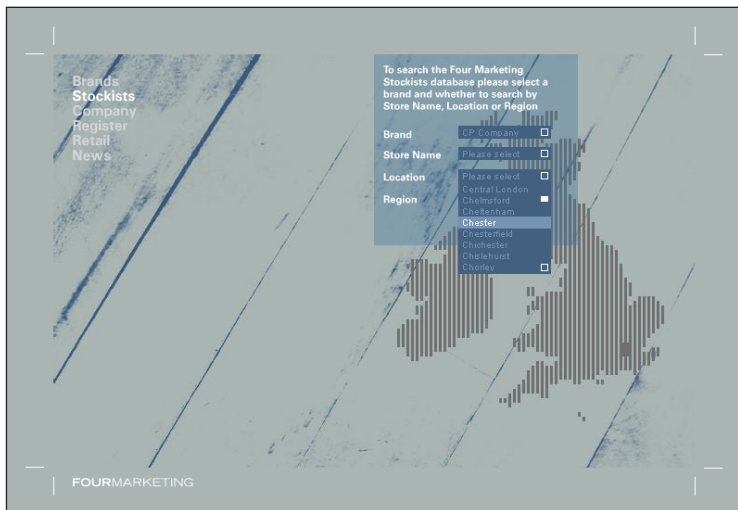 Brands
Stockists
Company
Register
Retail
News
To search the Four Marketing
Stockists database please select a
brand and whether to search by
Store Name, Location or Region
Brand
CP Company
Store Name
Please select
Location
Please select
Region
Central London
Chelmsford
Cheltenham
Chester
Chesterfield
Chichester
Chislehurst
Chorley
FOURMARKETING